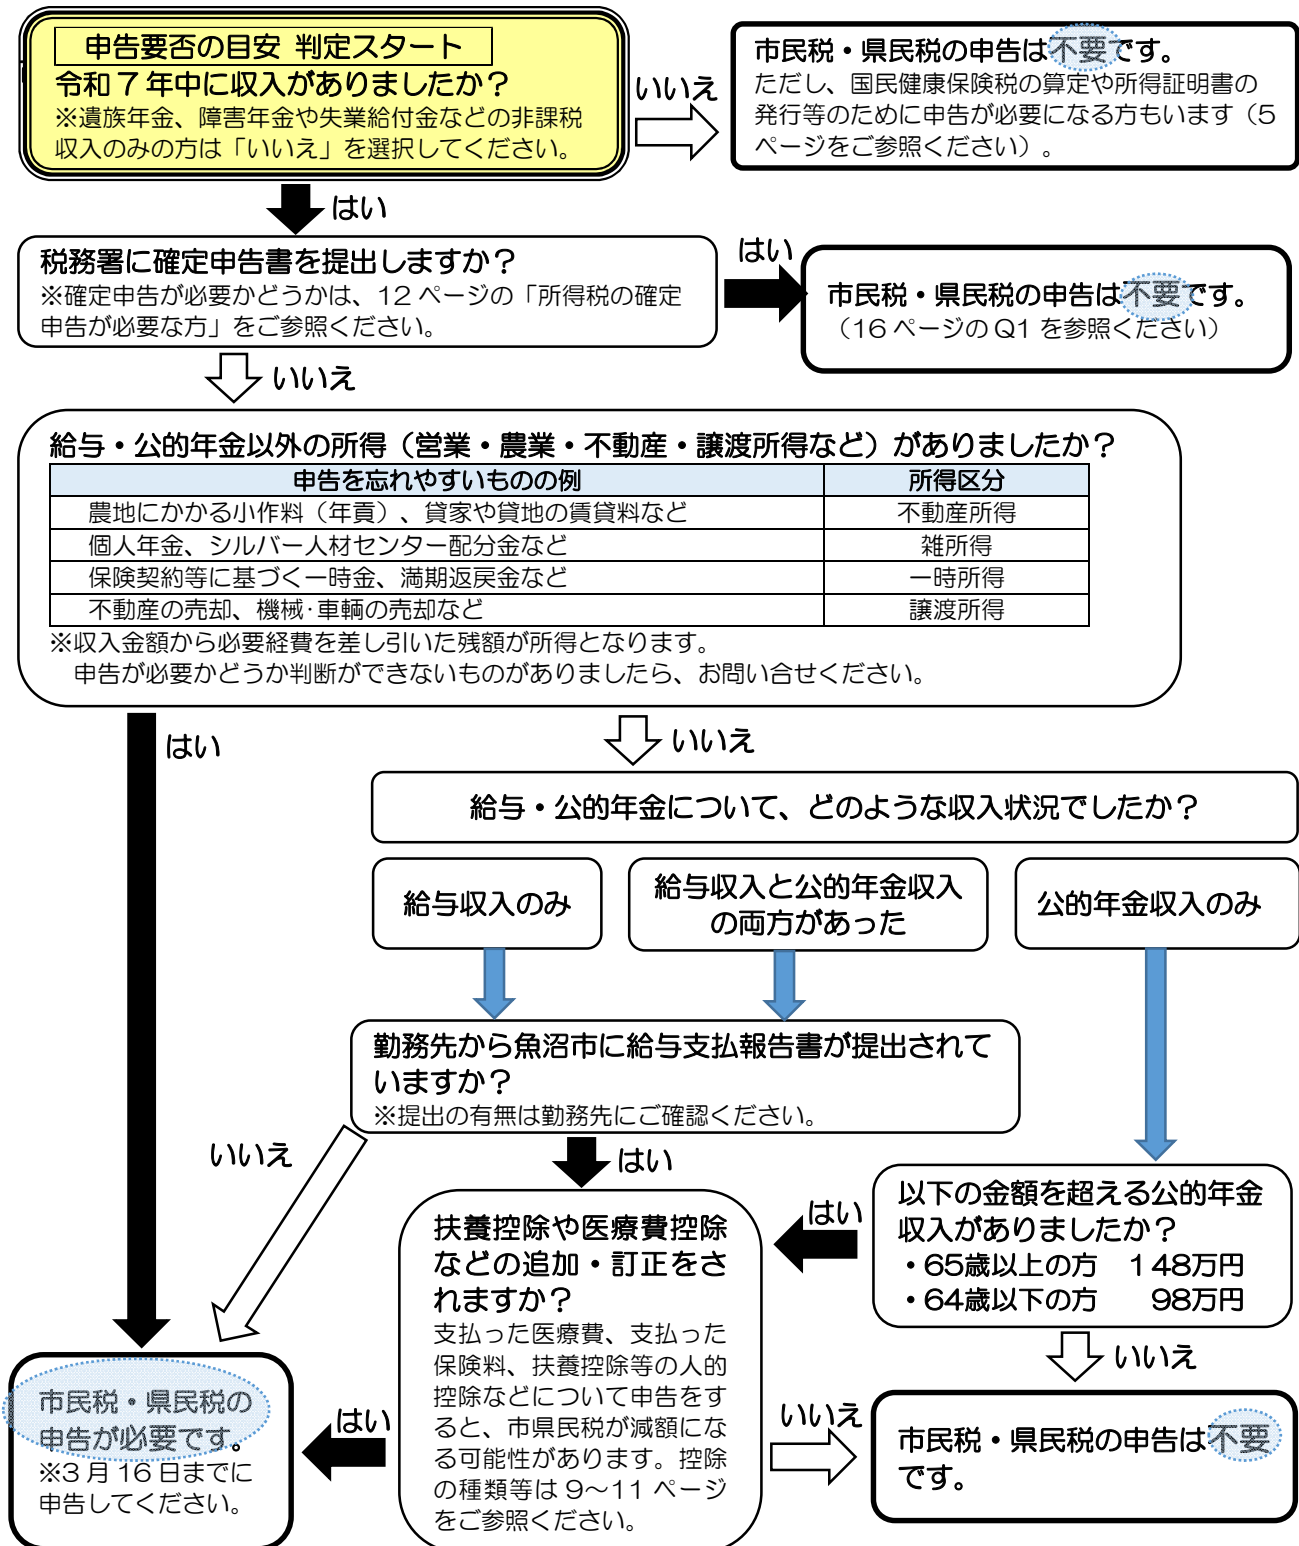 申告要否の目安 判定スタート
令和７年中に収入がありましたか？
※遺族年金、障害年金や失業給付金などの非課税
収入のみの方は「いいえ」を選択してください。
いいえ
市民税・県民税の申告は不要です。
ただし、国民健康保険税の算定や所得証明書の
発行等のために申告が必要になる方もいます（5
ページをご参照ください）。
はい
税務署に確定申告書を提出しますか？
※確定申告が必要かどうかは、12 ページの「所得税の確定
申告が必要な方」をご参照ください。
はい
市民税・県民税の申告は不要です。
（16 ページの Q1 を参照ください）
いいえ
給与・公的年金以外の所得（営業・農業・不動産・譲渡所得など）がありましたか？
申告を忘れやすいものの例 所得区分
農地にかかる小作料（年貢）、貸家や貸地の賃貸料など 不動産所得
個人年金、シルバー人材センター配分金など 雑所得
保険契約等に基づく一時金、満期返戻金など 一時所得
不動産の売却、機械･車輌の売却など 譲渡所得
※収入金額から必要経費を差し引いた残額が所得となります。
申告が必要かどうか判断ができないものがありましたら、お問い合せください。
はい
いいえ
給与・公的年金について、どのような収入状況でしたか？
給与収入のみ
給与収入と公的年金収入
の両方があった
公的年金収入のみ
勤務先から魚沼市に給与支払報告書が提出されて
いますか？
※提出の有無は勤務先にご確認ください。
いいえ
はい
以下の金額を超える公的年金
収入がありましたか？
・65歳以上の方　１48万円
・64歳以下の方　　98万円
はい
いいえ
扶養控除や医療費控除
などの追加・訂正をさ
れますか？
支払った医療費、支払った
保険料、扶養控除等の人的
控除などについて申告をす
ると、市県民税が減額にな
る可能性があります。控除
の種類等は 9～11 ページ
をご参照ください。
はい
いいえ
市民税・県民税の
申告が必要です。
※3 月 16 日までに
申告してください。
市民税・県民税の申告は不要
です。